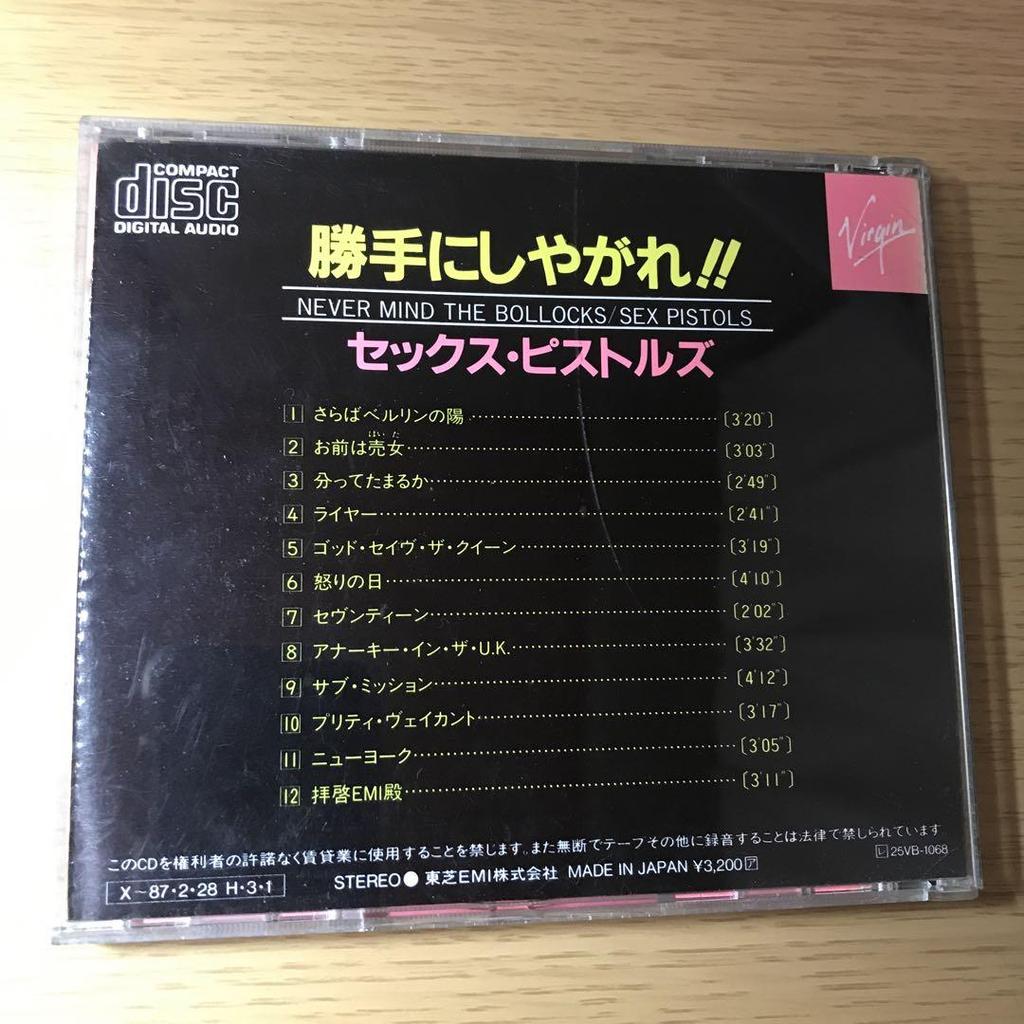 COMPACT
disc
DIGITAL AUDIO
Virgin
勝手にしやがれ!!
NEVER MIND THE BOLLOCKS/SEX PISTOLS
セックス・ピストルズ
1 さらばベルリンの陽 〔3'20"〕
ばいた
2 お前は売女 〔3'03"〕
3 分ってたまるか 〔2'49"〕
4 ライヤー 〔2'41"〕
5 ゴッド・セイヴ・ザ・クイーン 〔3'19"〕
6 怒りの日 〔4'10"〕
7 セヴンティーン 〔2'02"〕
8 アナーキー・イン・ザ・U.K. 〔3'32"〕
9 サブ・ミッション 〔4'12"〕
10 プリティ・ヴェイカント 〔3'17"〕
11 ニューヨーク 〔3'05"〕
12 拝啓EMI殿 〔3'11"〕
このCDを権利者の許諾なく賃貸業に使用することを禁じます。また無断でテープその他に録音することは法律で禁じられています
L 25VB-1068
X-87・2・28 H・3・1
STEREO● 東芝EMI株式会社 MADE IN JAPAN ¥3,200 ア